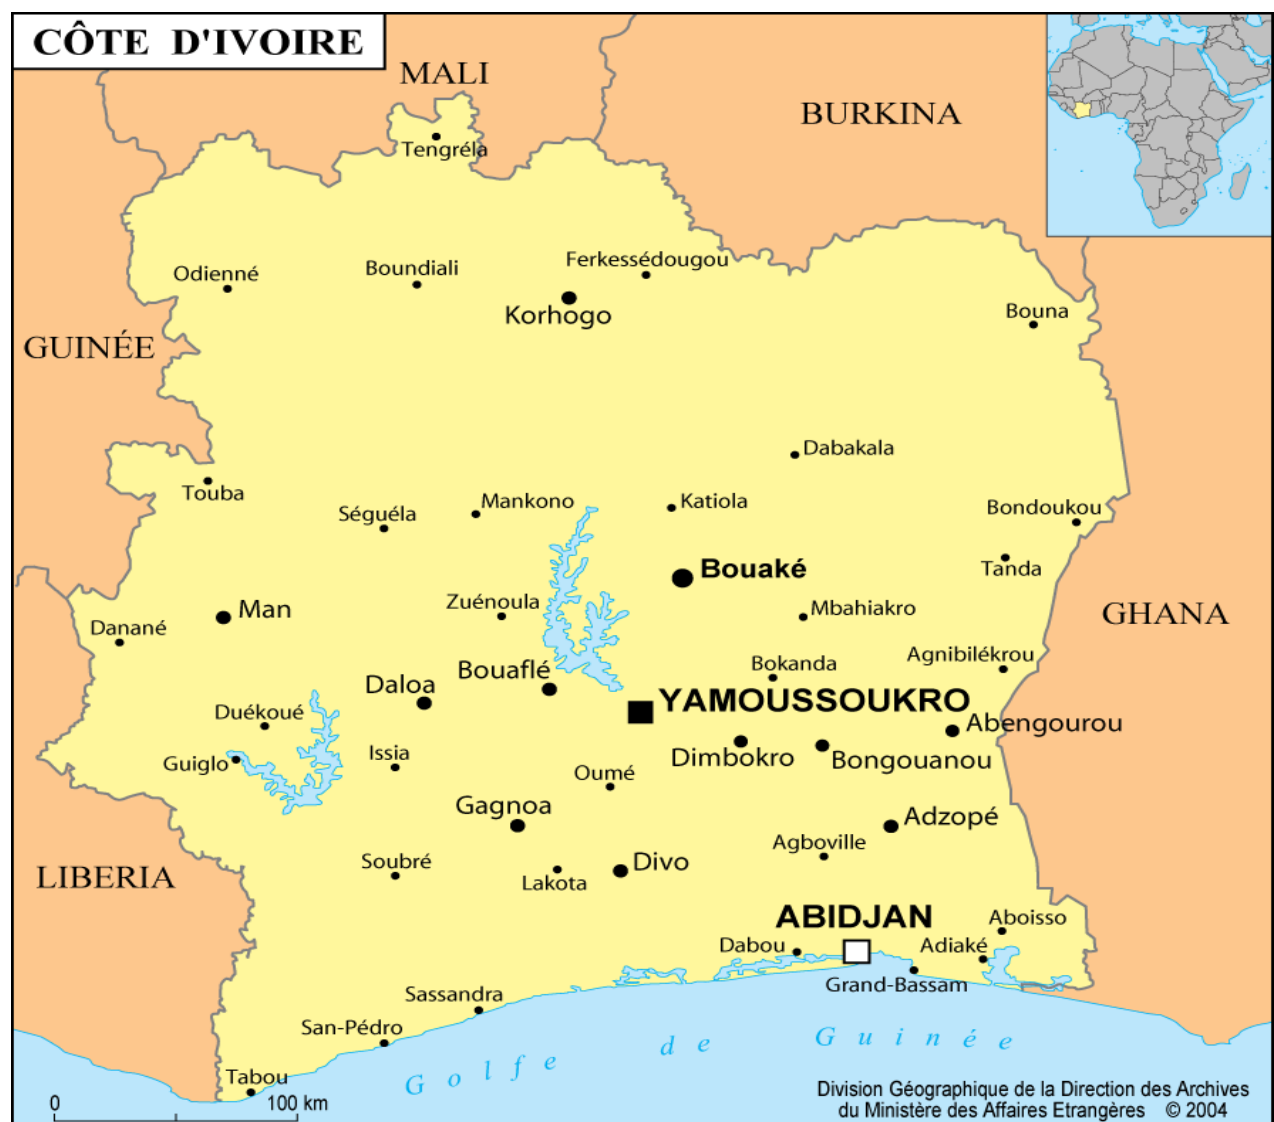 CÔTE D'IVOIRE
MALI
BURKINA
Tengréla
Ferkessédougou
Boundiali
Odienné
Korhogo
Bouna
GUINÉE
Dabakala
Touba
Mankono
Katiola
Séguéla
Bondoukou
Bouaké
Tanda
Zuénoula
Man
Mbahiakro
GHANA
Danané
Agnibilékrou
Bokanda
Bouaflé
Daloa
YAMOUSSOUKRO
Duékoué
Abengourou
Issia
Dimbokro
Bongouanou
Guiglo
Oumé
Gagnoa
Adzopé
Agboville
Soubré
Divo
LIBERIA
Lakota
ABIDJAN
Aboisso
Dabou
Adiaké
Grand-Bassam
Sassandra
San-Pédro
Golfe de Guinée
Tabou
0 100 km
Division Géographique de la Direction des Archives
du Ministère des Affaires Etrangères © 2004